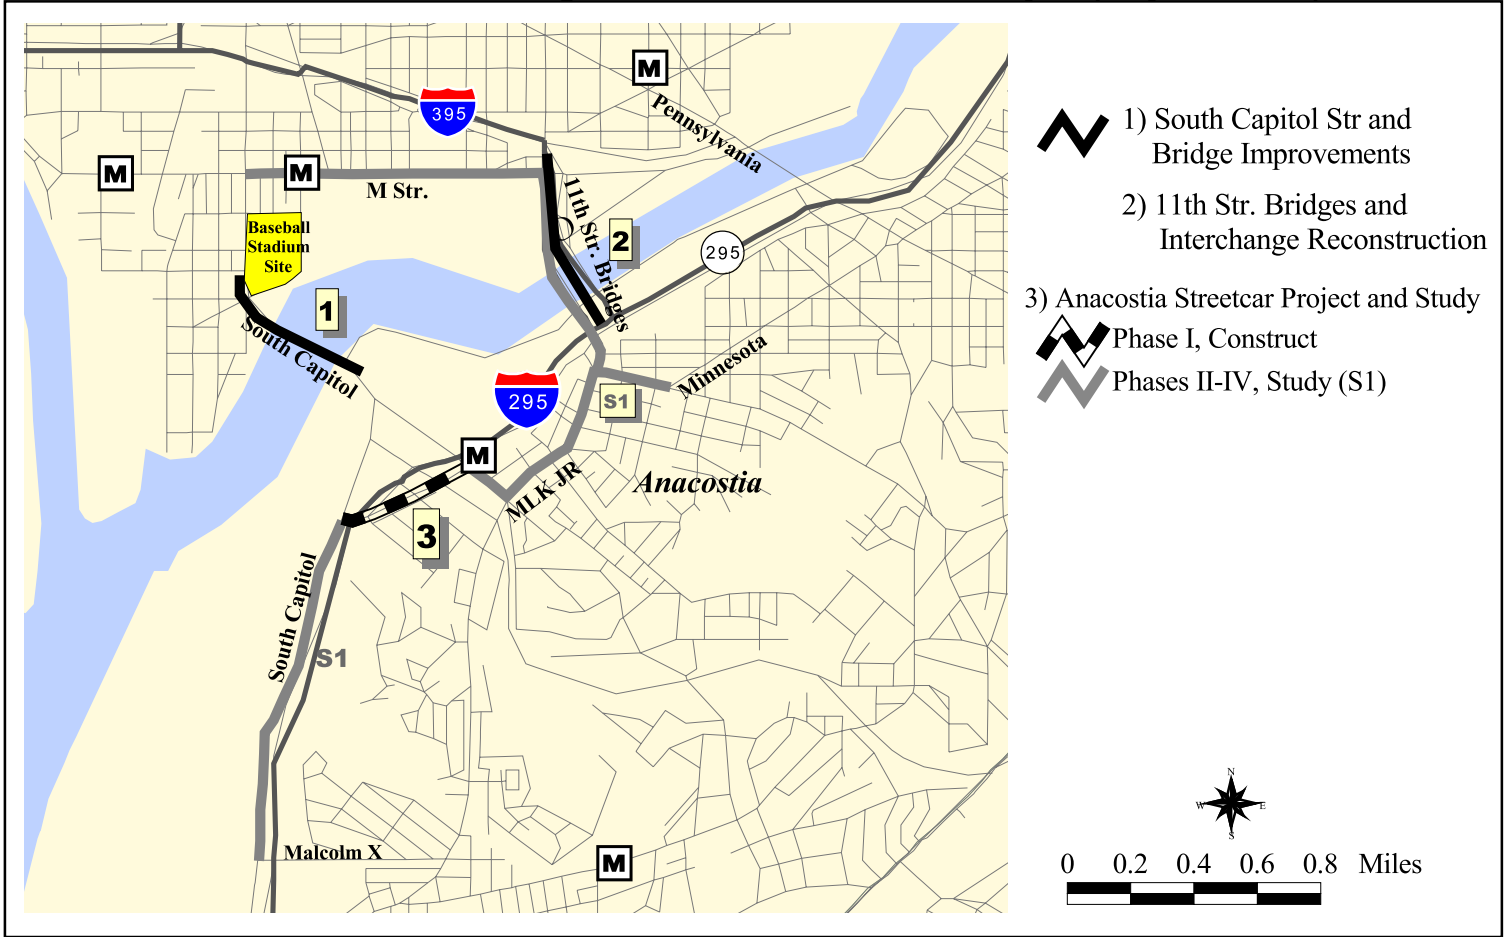 M
395
Pennsylvania
M
M
M Str.
11th Str. Bridges
2
Baseball
Stadium
Site
295
1
South Capitol
Minnesota
295
S1
M
MLK JR
Anacostia
3
South Capitol
S1
Malcolm X
M
1) South Capitol Str and
Bridge Improvements
2) 11th Str. Bridges and
Interchange Reconstruction
3) Anacostia Streetcar Project and Study
Phase I, Construct
Phases II-IV, Study (S1)
N
W E
S
0 0.2 0.4 0.6 0.8 Miles